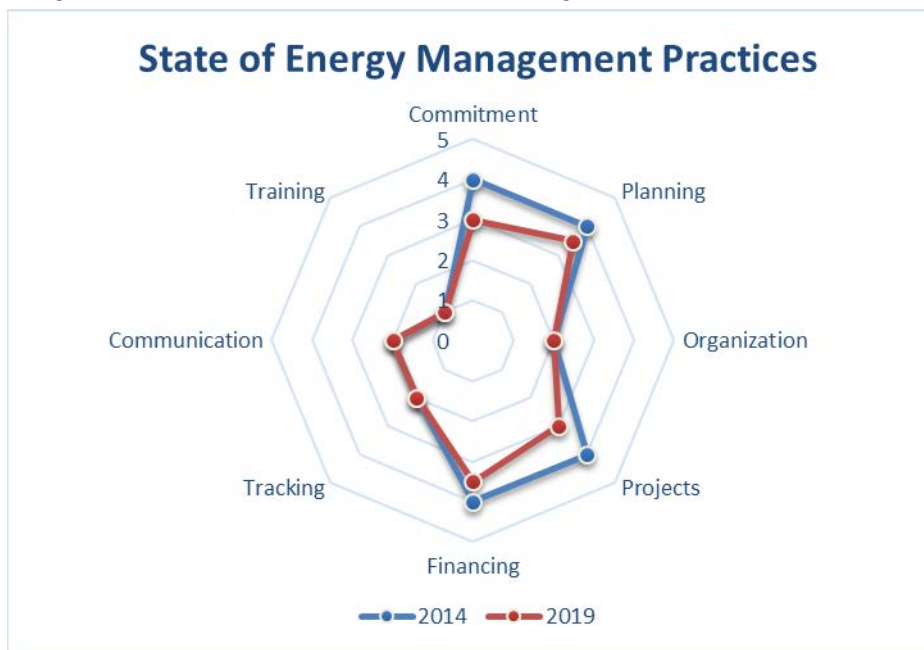 State of Energy Management Practices
Commitment
5
4
3
2
1
0
Training
Planning
Communication
Organization
Tracking
Projects
Financing
2014
2019